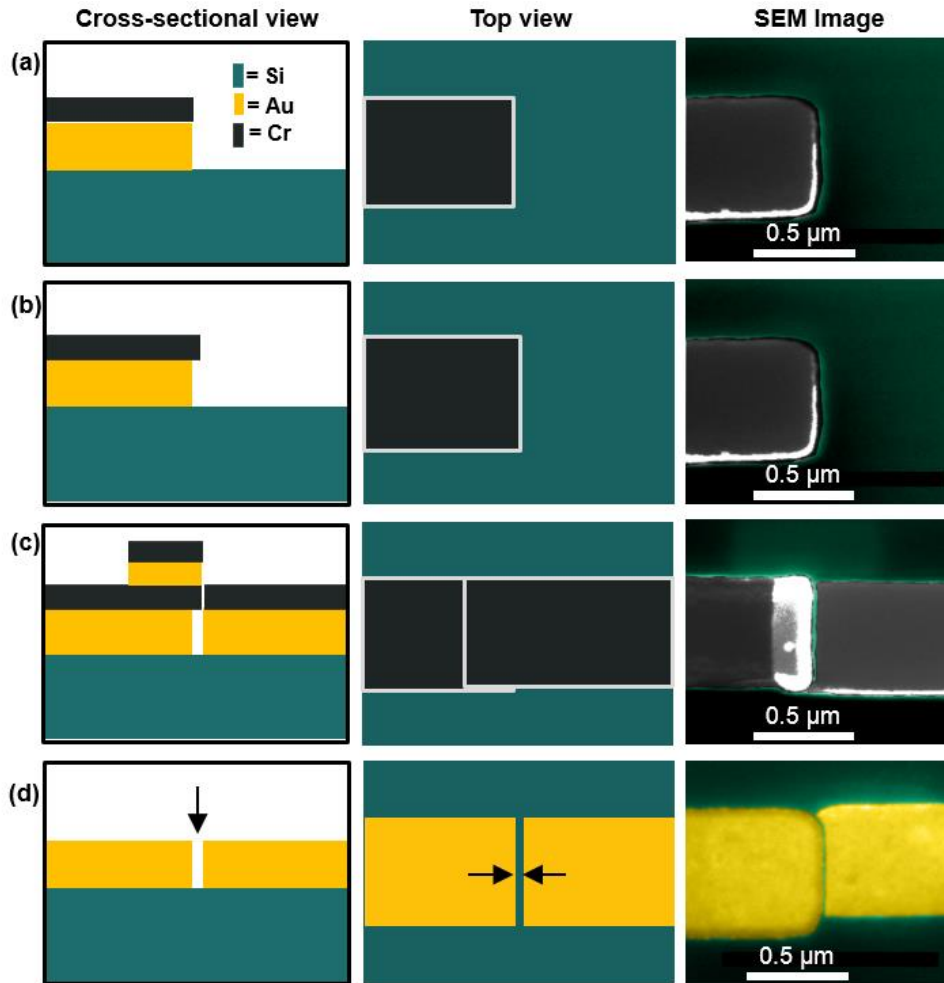 Cross-sectional view Top view SEM Image
(a)
= Si
= Au
= Cr
0.5 µm
(b)
0.5 µm
(c)
0.5 µm
(d)
0.5 µm